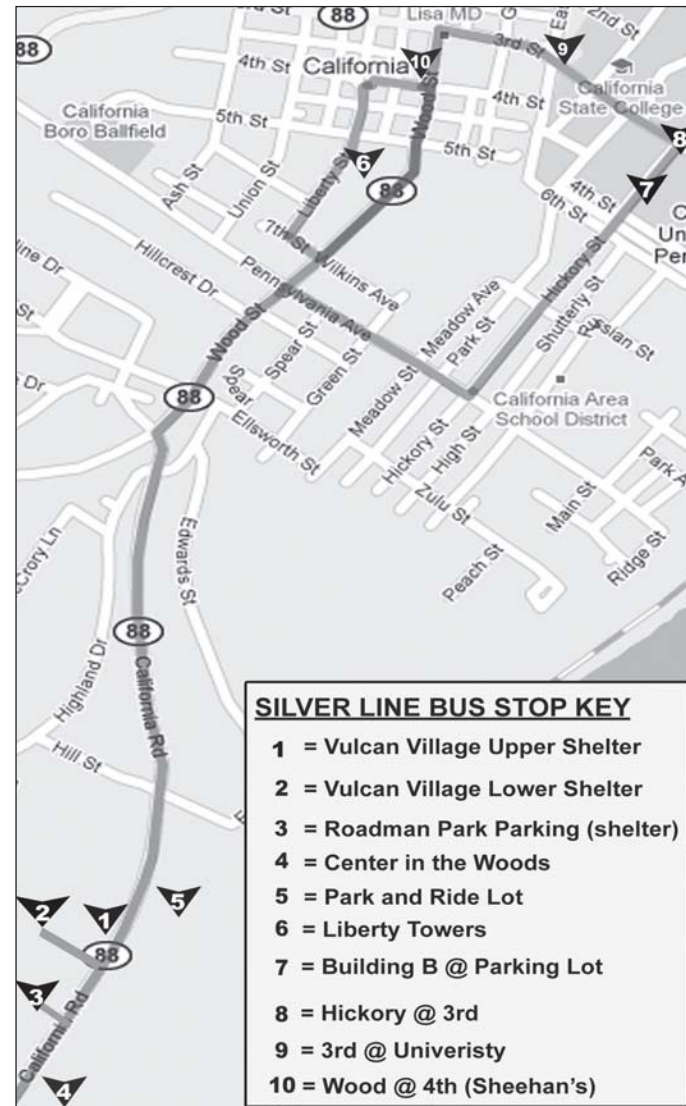 88
Lisa MD
2nd St
88
3rd St
9
4th St
California
10
California
State College
California
Boro Ballfield
5th St
4th St
Wood St
8
5th St
6
Liberty St
88
7
4th St
6th St
Ash St
Union St
7th St
Wilkins Ave
Hillcrest Dr
Pennsylvania Ave
Hickory St
Shutterly St
Wood St
Meadow Ave
Park St
Spear St
Spear
Green St
88
Ellsworth St
Meadow St
Hickory St
High St
California Area
School District
Zulu St
Main St
Park A
Ridge St
Peach St
Edwards St
88
Highland Dr
California Rd
Hill St
5
2
1
88
3
California Rd
4
SILVER LINE BUS STOP KEY
1 = Vulcan Village Upper Shelter
2 = Vulcan Village Lower Shelter
3 = Roadman Park Parking (shelter)
4 = Center in the Woods
5 = Park and Ride Lot
6 = Liberty Towers
7 = Building B @ Parking Lot
8 = Hickory @ 3rd
9 = 3rd @ Univeristy
10 = Wood @ 4th (Sheehan's)